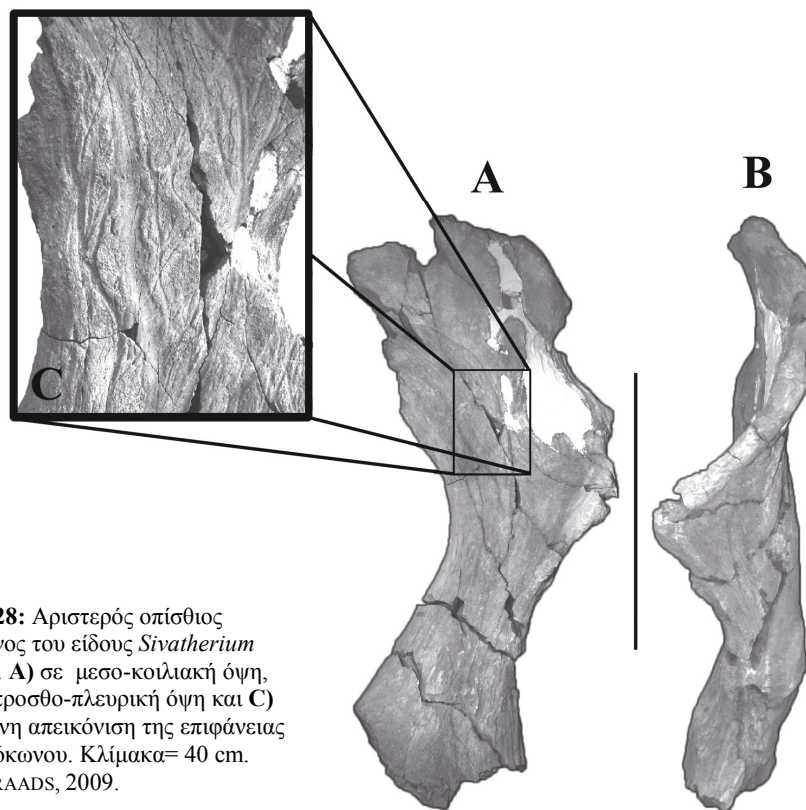 A
B
C
28: Αριστερός οπίσθιος
νος του είδους Sivatherium
A) σε μεσο-κοιλιακή όψη,
ροσθο-πλευρική όψη και C)
νη απεικόνιση της επιφάνειας
όκωνου. Κλίμακα= 40 cm.
RAADS, 2009.